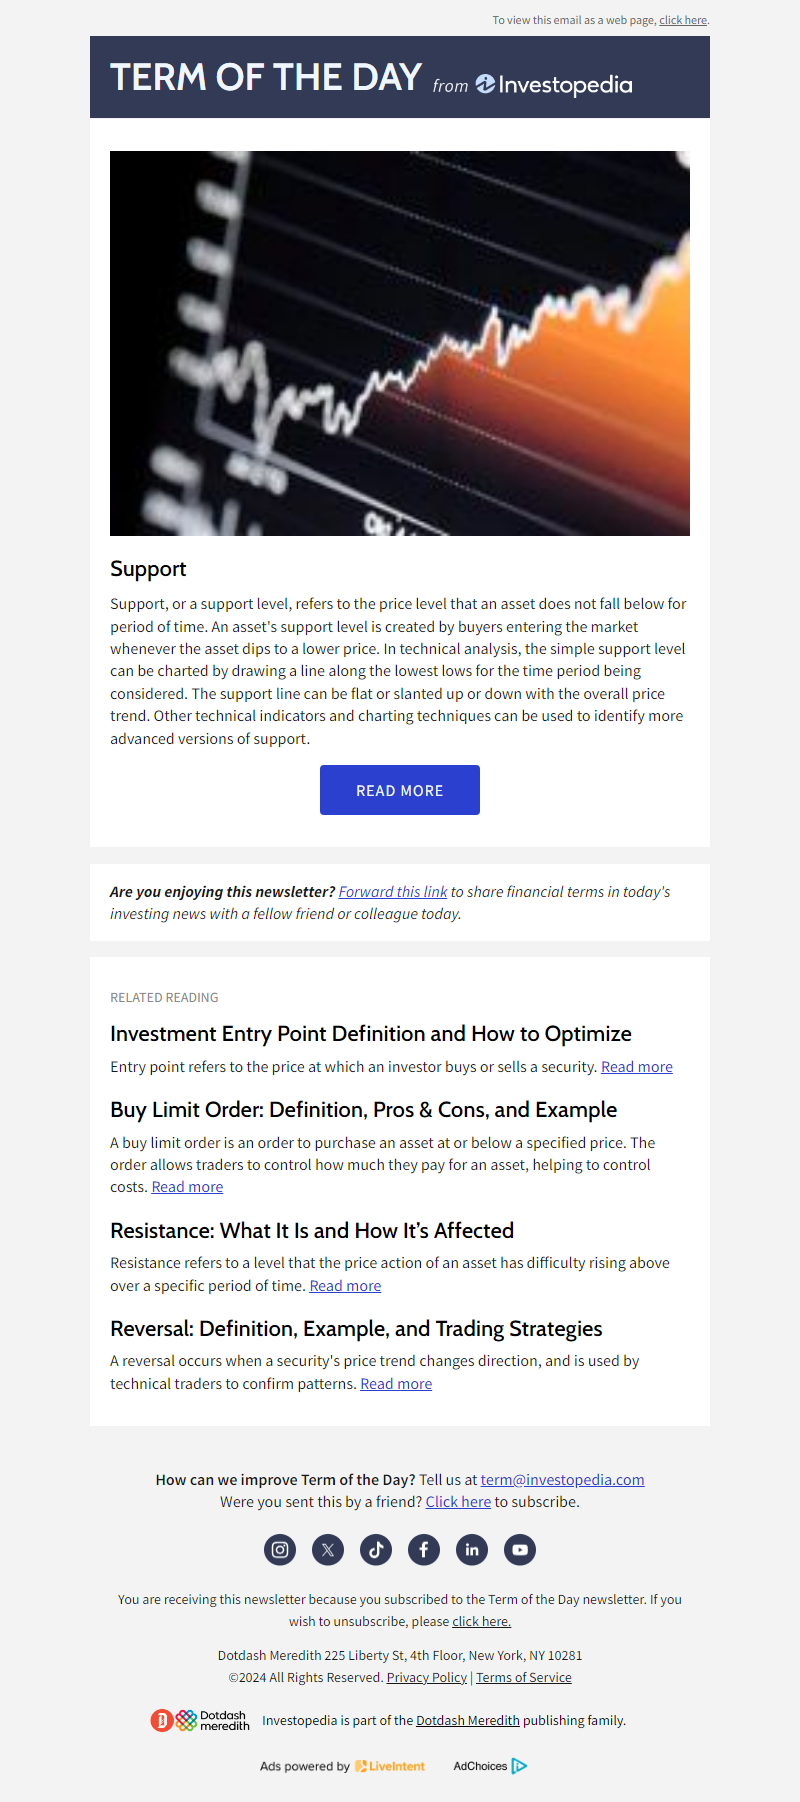 To view this email as a web page, click here.
TERM OF THE DAY from Investopedia
Support
Support, or a support level, refers to the price level that an asset does not fall below for
period of time. An asset's support level is created by buyers entering the market
whenever the asset dips to a lower price. In technical analysis, the simple support level
can be charted by drawing a line along the lowest lows for the time period being
considered. The support line can be flat or slanted up or down with the overall price
trend. Other technical indicators and charting techniques can be used to identify more
advanced versions of support.
READ MORE
Are you enjoying this newsletter? Forward this link to share financial terms in today's
investing news with a fellow friend or colleague today.
RELATED READING
Investment Entry Point Definition and How to Optimize
Entry point refers to the price at which an investor buys or sells a security. Read more
Buy Limit Order: Definition, Pros & Cons, and Example
A buy limit order is an order to purchase an asset at or below a specified price. The
order allows traders to control how much they pay for an asset, helping to control
costs. Read more
Resistance: What It Is and How It’s Affected
Resistance refers to a level that the price action of an asset has difficulty rising above
over a specific period of time. Read more
Reversal: Definition, Example, and Trading Strategies
A reversal occurs when a security's price trend changes direction, and is used by
technical traders to confirm patterns. Read more
How can we improve Term of the Day? Tell us at term@investopedia.com
Were you sent this by a friend? Click here to subscribe.
You are receiving this newsletter because you subscribed to the Term of the Day newsletter. If you
wish to unsubscribe, please click here.
Dotdash Meredith 225 Liberty St, 4th Floor, New York, NY 10281
©2024 All Rights Reserved. Privacy Policy | Terms of Service
Dotdash
meredith
Investopedia is part of the Dotdash Meredith publishing family.
Ads powered by LiveIntent AdChoices